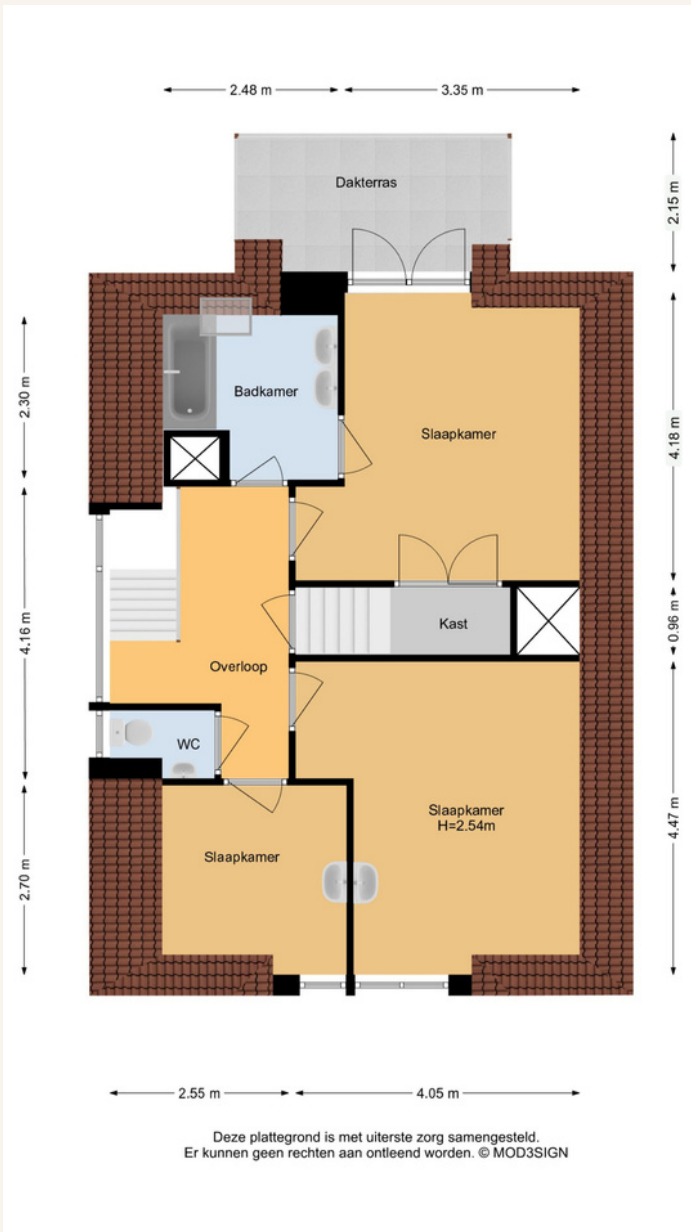 2.48 m
3.35 m
Dakterras
2.15 m
2.30 m
Badkamer
Slaapkamer
4.18 m
4.16 m
Kast
0.96 m
Overloop
WC
Slaapkamer
H=2.54m
4.47 m
Slaapkamer
2.70 m
2.55 m
4.05 m
Deze plattegrond is met uiterste zorg samengesteld.
Er kunnen geen rechten aan ontleend worden. © MOD3SIGN